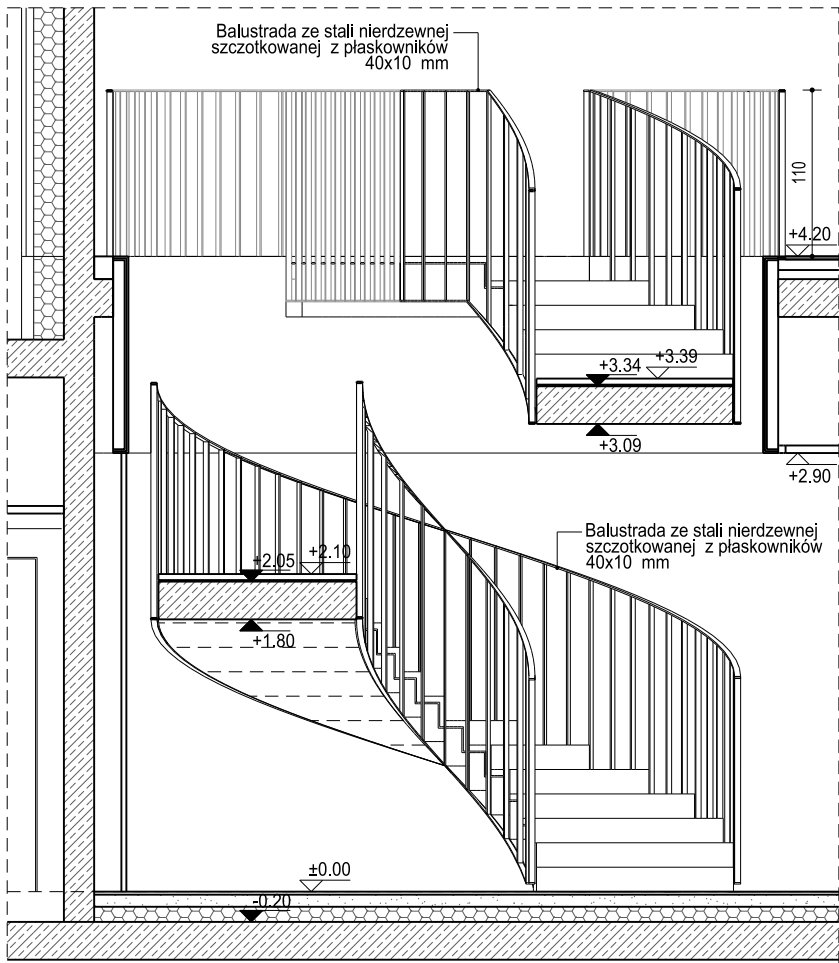 Balustrada ze stali nierdzewnej
szczotkowanej z płaskowników
40x10 mm
110
+4.20
+3.34
+3.39
+3.09
+2.90
Balustrada ze stali nierdzewnej
szczotkowanej z płaskowników
40x10 mm
+2.05
+2.10
+1.80
±0.00
-0.20